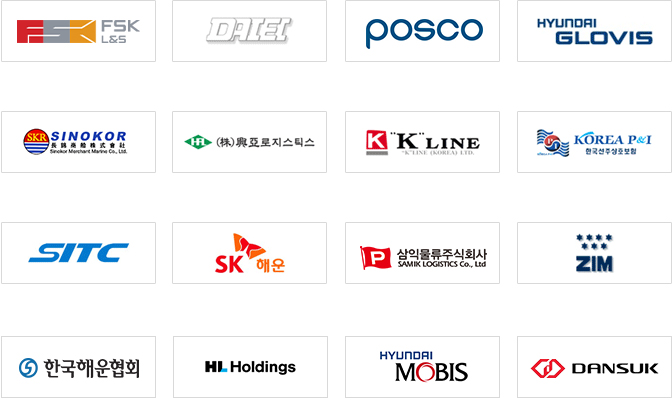 FSK FSK
L&S
DAIEI
posco
HYUNDAI
GLOVIS
SKR SINOKOR
長錦商船株式會社
Sinokor Merchant Marine Co., Ltd.
(株)興亞로지스틱스
K "K" LINE
"K"LINE (KOREA) LTD.
KOREA P&I
한국선주상호보험
SITC
SK 해운
P 삼익물류주식회사
SAMIK LOGISTICS Co., Ltd
ZIM
한국해운협회
HL Holdings
HYUNDAI
MOBIS
DANSUK